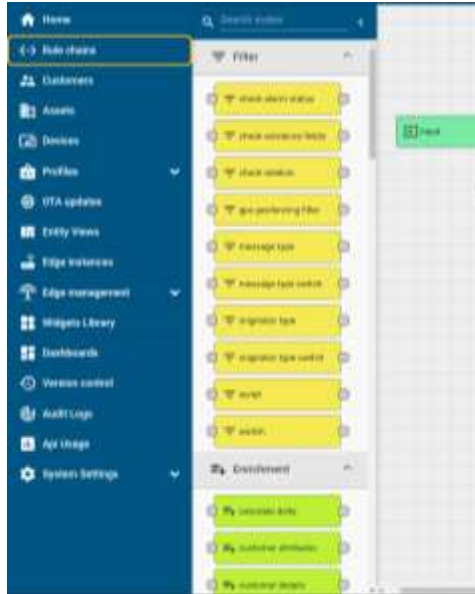 Home
Rule chains
Customers
Assets
Devices
Profiles
OTA updates
Entity Views
Edge instances
Edge management
Widgets Library
Dashboards
Version control
Audit Logs
Api Usage
System Settings
Search nodes
Filter
check alarm status
check existence fields
check relation
gps geofencing filter
message type
message type switch
originator type
originator type switch
script
switch
Enrichment
calculate delta
customer attributes
customer details
Input